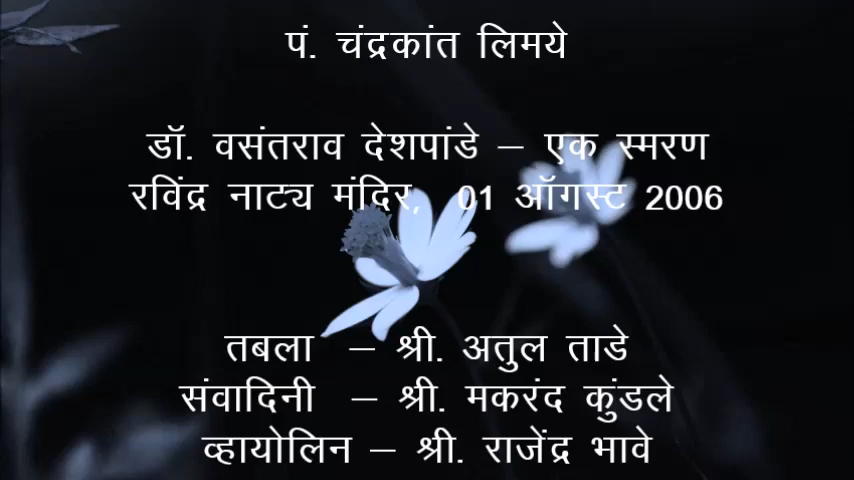 पं. चंद्रकांत लिमये
डॉ. वसंतराव देशपांडे – एक स्मरण
रविंद्र नाट्य मंदिर, 01 ऑगस्ट 2006
तबला – श्री. अतुल ताडे
संवादिनी – श्री. मकरंद कुंडले
व्हायोलिन – श्री. राजेंद्र भावे